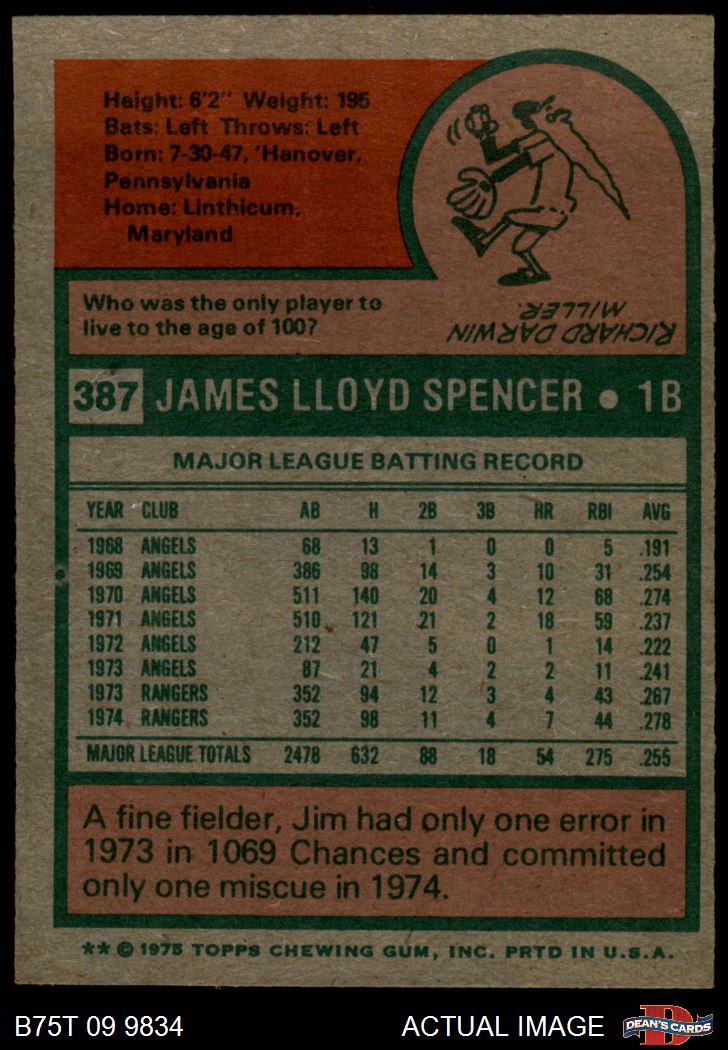 Height: 6'2" Weight: 195
Bats: Left Throws: Left
Born: 7-30-47, 'Hanover,
Pennsylvania
Home: Linthicum,
Maryland
Who was the only player to
live to the age of 100?
RICHARD DARWIN
MILLER.
387 JAMES LLOYD SPENCER • 1B
MAJOR LEAGUE BATTING RECORD
YEAR CLUB AB H 2B 3B HR RBI AVG
1968 ANGELS 68 13 1 0 0 5 .191
1969 ANGELS 386 98 14 3 10 31 .254
1970 ANGELS 511 140 20 4 12 68 .274
1971 ANGELS 510 121 21 2 18 59 .237
1972 ANGELS 212 47 5 0 1 14 .222
1973 ANGELS 87 21 4 2 2 11 .241
1973 RANGERS 352 94 12 3 4 43 .267
1974 RANGERS 352 98 11 4 7 44 .278
MAJOR LEAGUE TOTALS 2478 632 88 18 54 275 .255
A fine fielder, Jim had only one error in
1973 in 1069 Chances and committed
only one miscue in 1974.
** © 1975 TOPPS CHEWING GUM, INC. PRTD IN U.S.A.
B75T 09 9834 ACTUAL IMAGE D DEAN'S CARDS